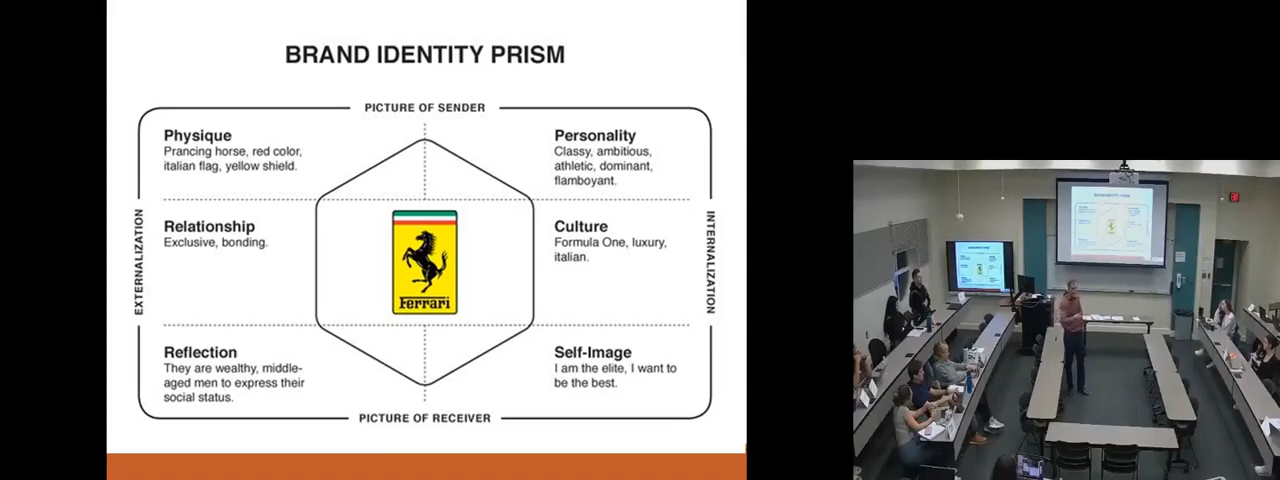 BRAND IDENTITY PRISM
PICTURE OF SENDER
Physique
Prancing horse, red color,
italian flag, yellow shield.
Personality
Classy, ambitious,
athletic, dominant,
flamboyant.
EXTERNALIZATION
Relationship
Exclusive, bonding.
Ferrari
Culture
Formula One, luxury,
italian.
INTERNALIZATION
Reflection
They are wealthy, middle-
aged men to express their
social status.
Self-Image
I am the elite, I want to
be the best.
PICTURE OF RECEIVER
BRAND IDENTITY PRISM